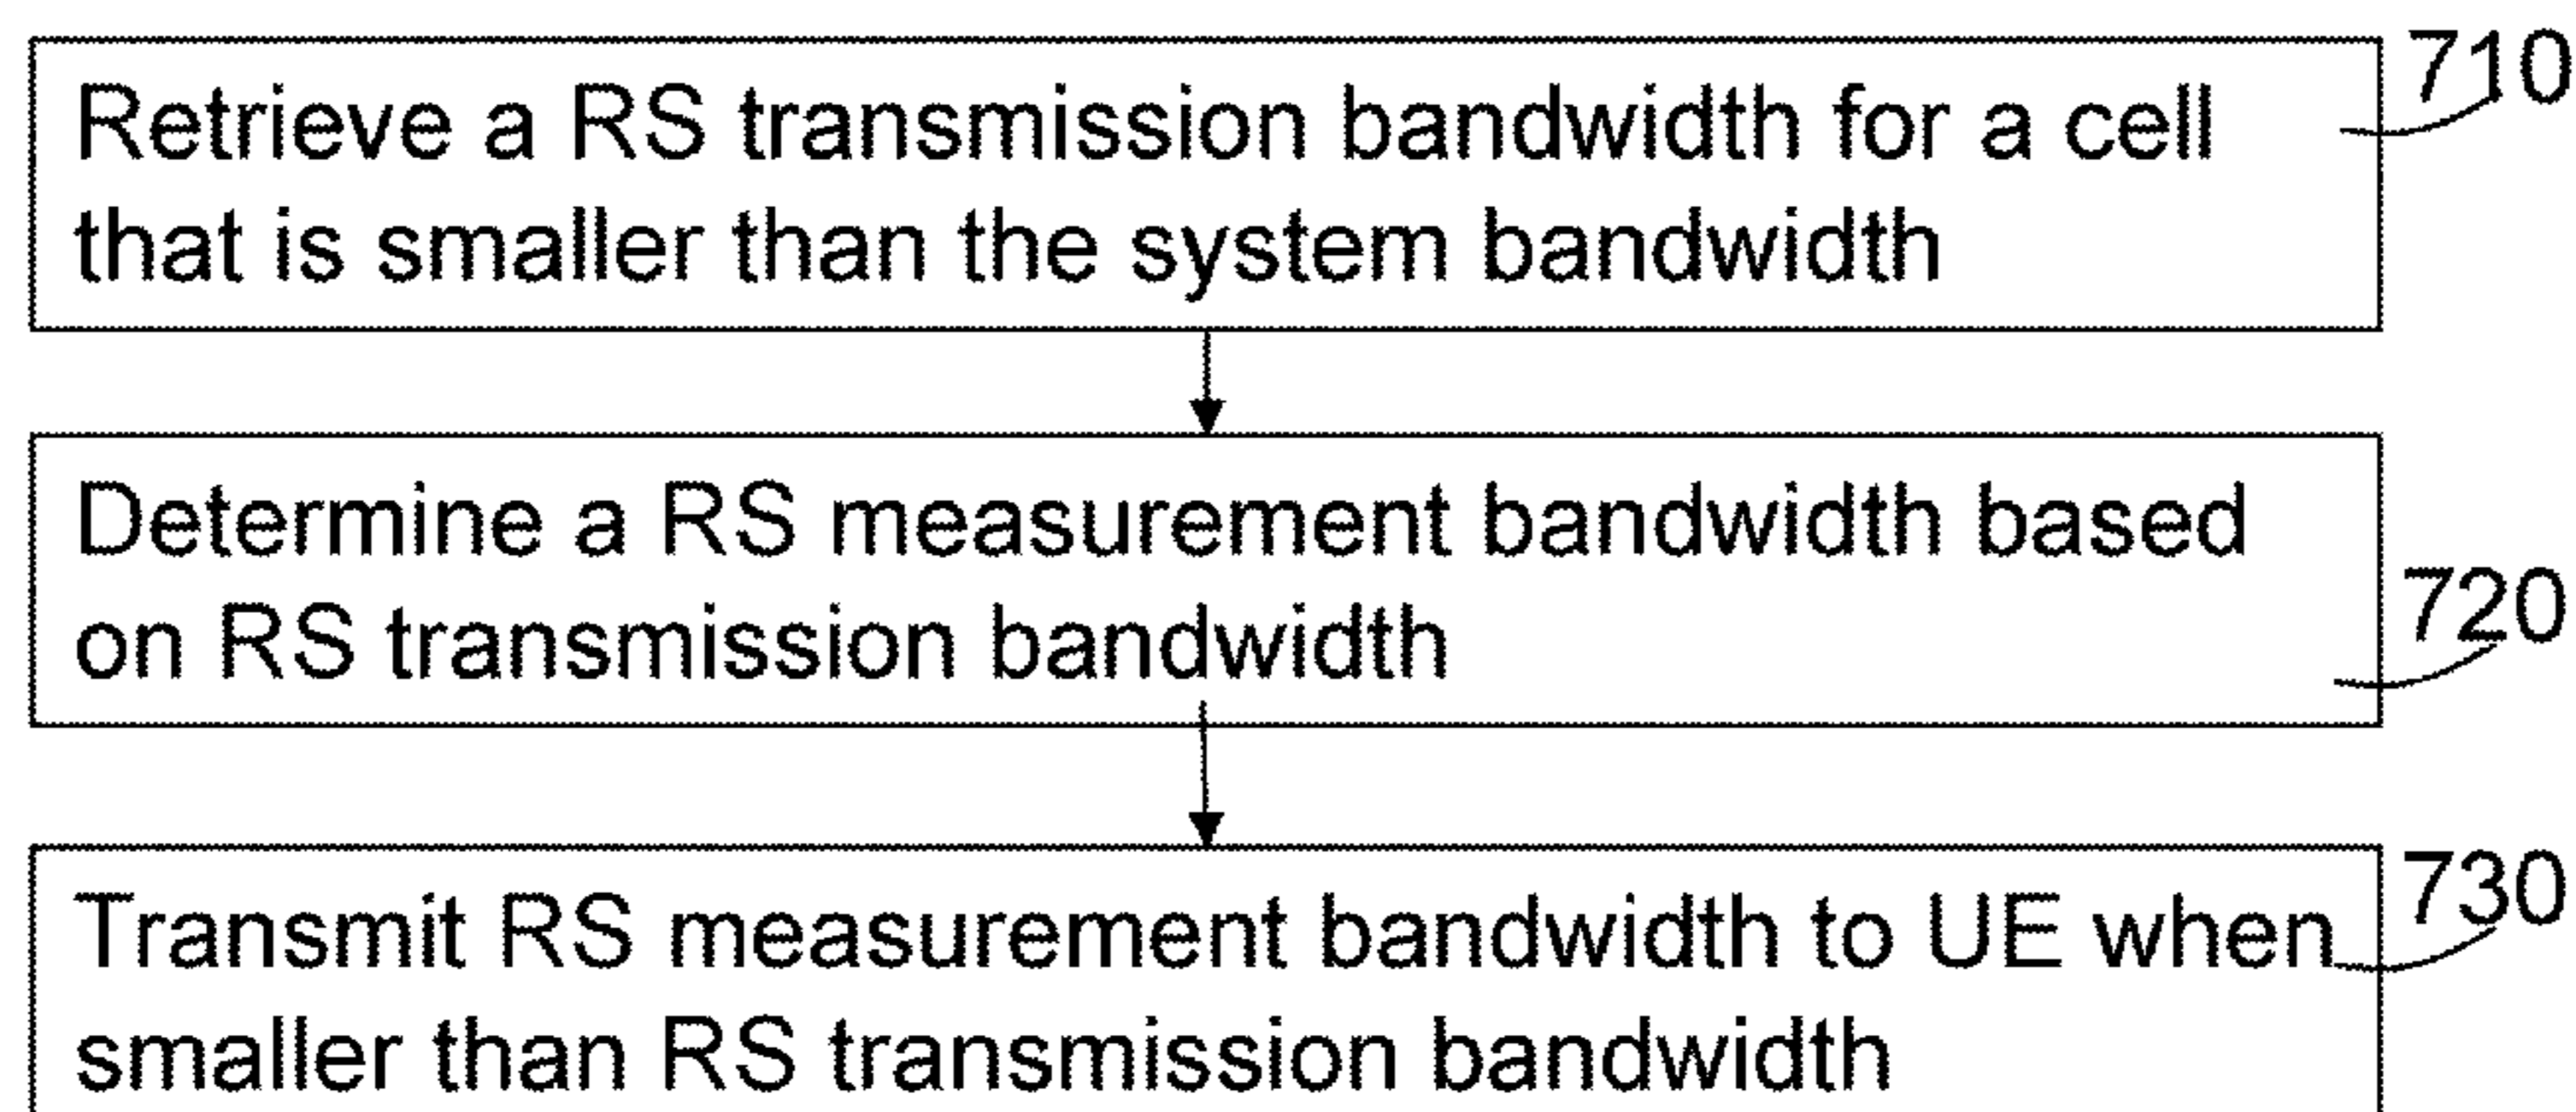 Retrieve a RS transmission bandwidth for a cell
that is smaller than the system bandwidth
710
Determine a RS measurement bandwidth based
on RS transmission bandwidth
720
Transmit RS measurement bandwidth to UE when
smaller than RS transmission bandwidth
730